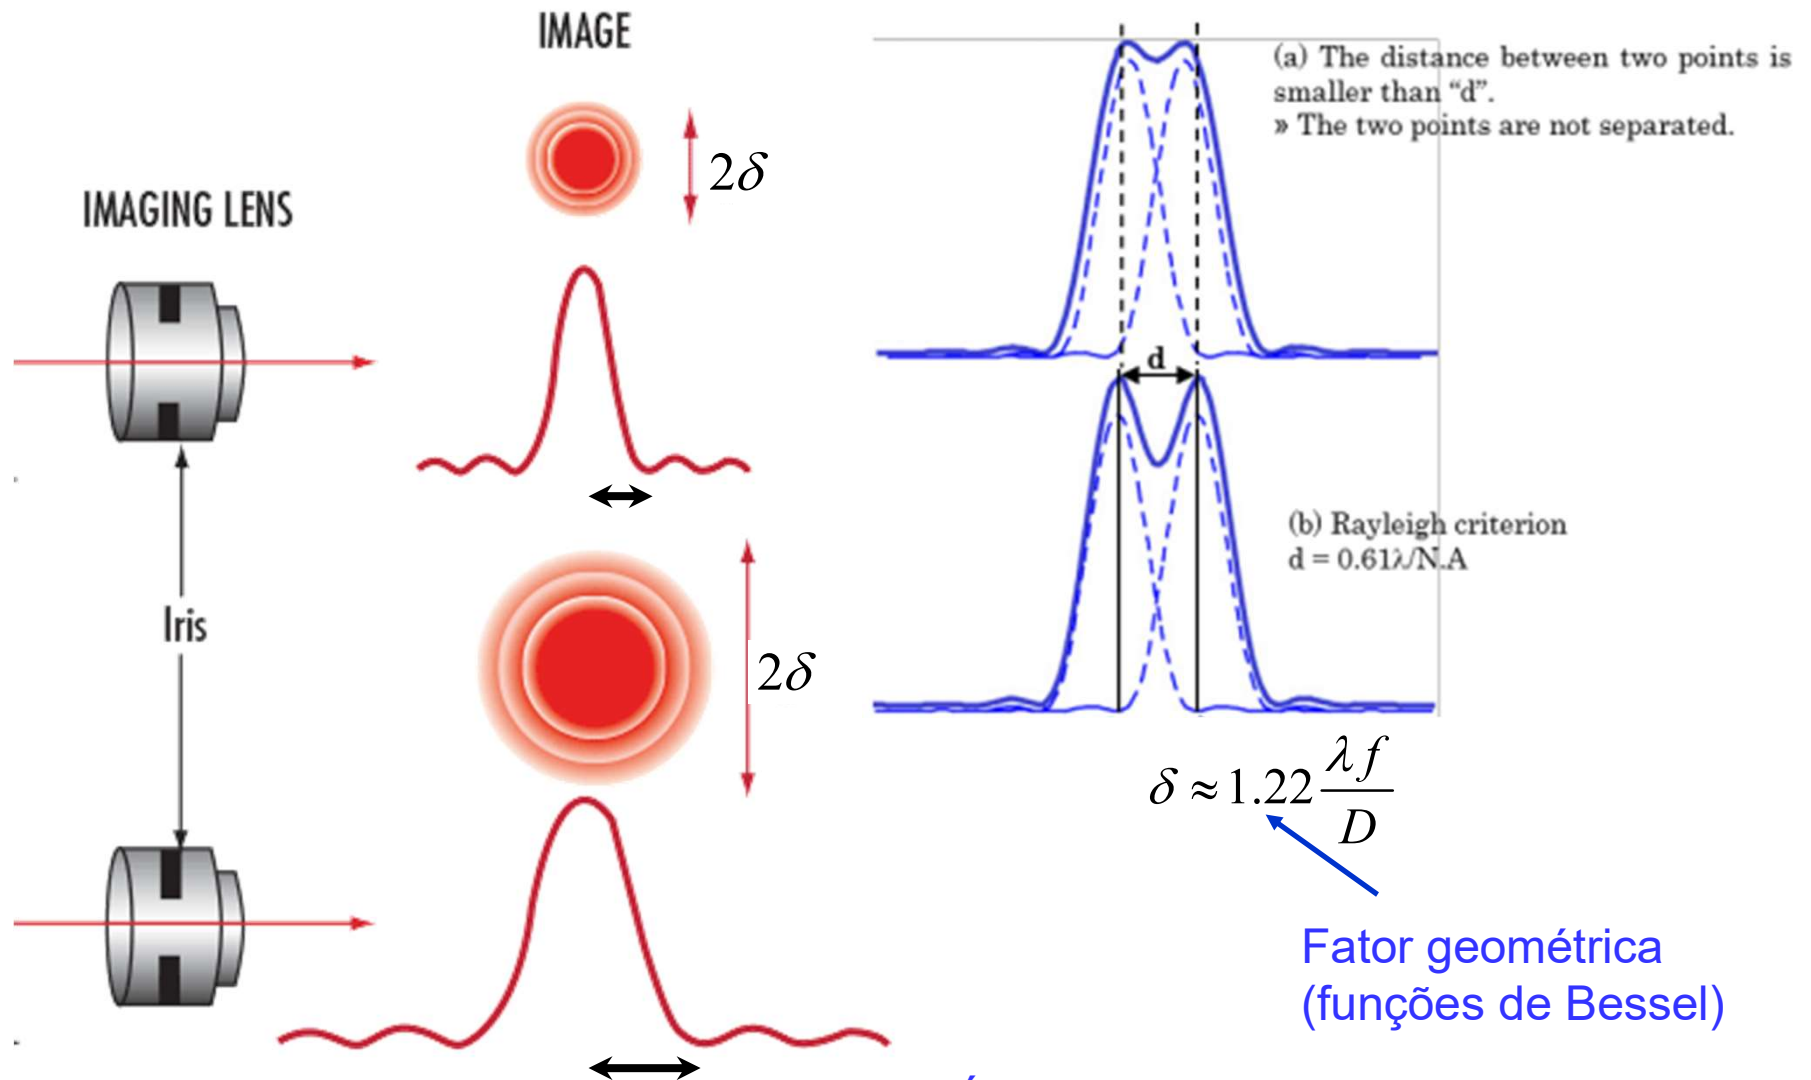 IMAGE
2δ
IMAGING LENS
Iris
2δ
(a) The distance between two points is
smaller than “d”.
» The two points are not separated.
d
(b) Rayleigh criterion
d = 0.61λ/N.A
δ ≈ 1.22 λ f / D
Fator geométrica
(funções de Bessel)